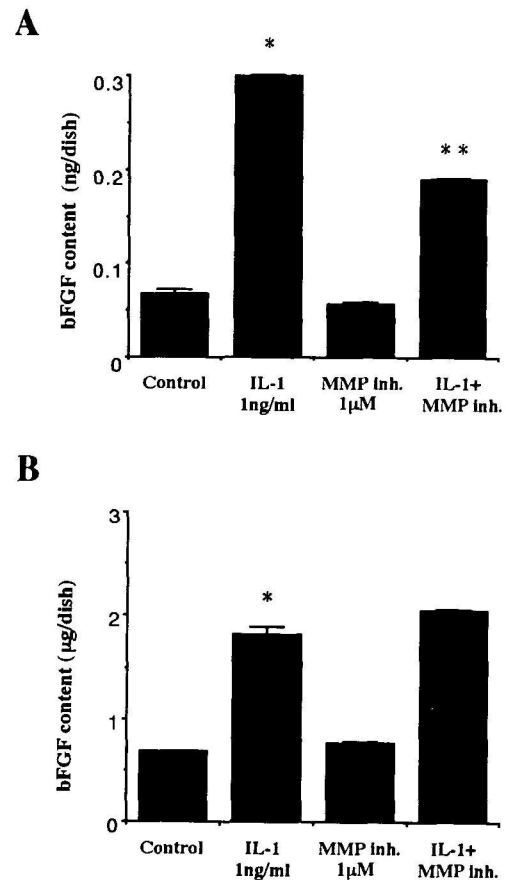 A
*
0.3
* *
0.2
0.1
0
bFGF content (ng/dish)
Control
IL-1
1ng/ml
MMP inh.
1μM
IL-1+
MMP inh.
B
3
*
2
1
0
bFGF content (μg/dish)
Control
IL-1
1ng/ml
MMP inh.
1μM
IL-1+
MMP inh.